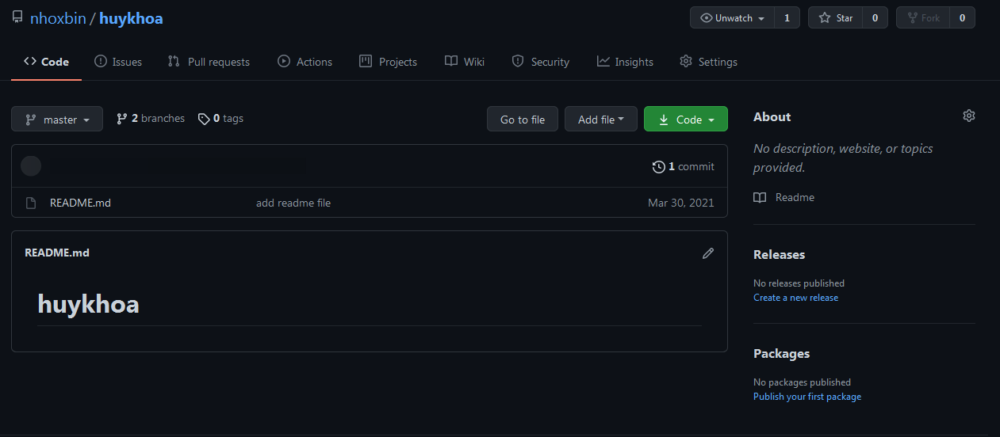 nhoxbin / huykhoa
Unwatch 1 Star 0 Fork 0
Code Issues Pull requests Actions Projects Wiki Security Insights Settings
master 2 branches 0 tags Go to file Add file Code
1 commit
README.md add readme file Mar 30, 2021
README.md
huykhoa
About
No description, website, or topics
provided.
Readme
Releases
No releases published
Create a new release
Packages
No packages published
Publish your first package